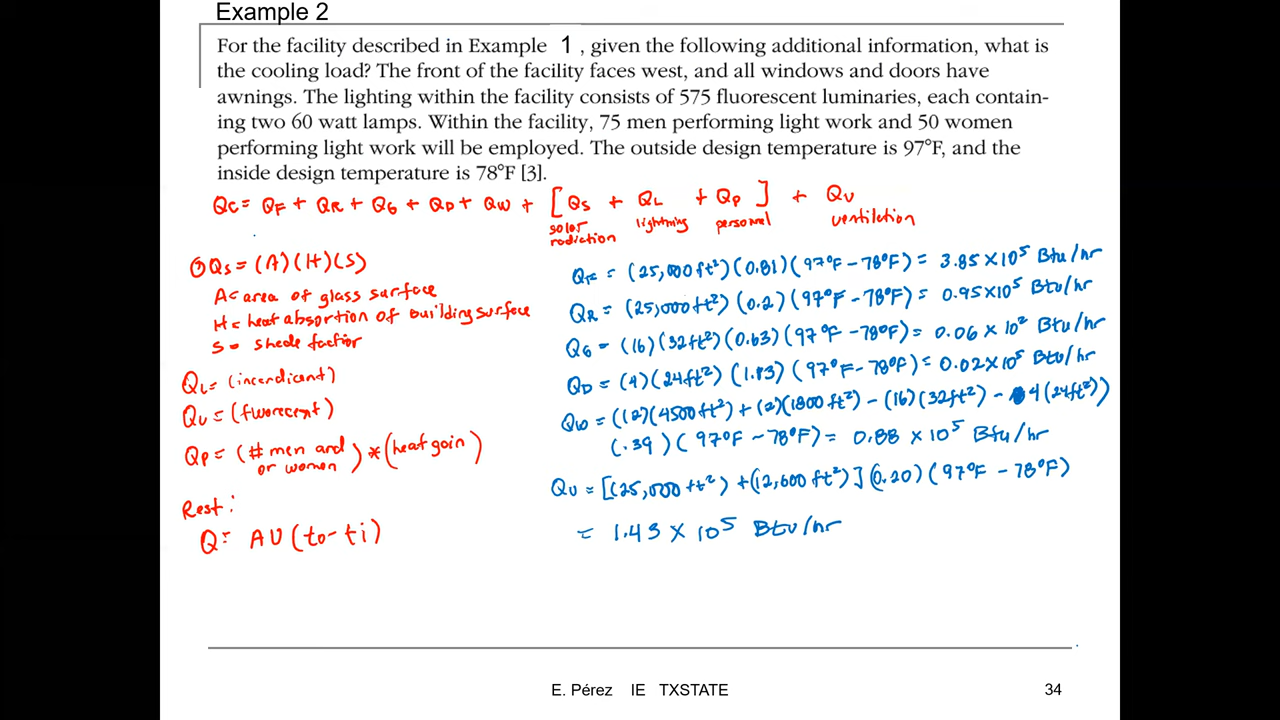 Example 2
For the facility described in Example 1 , given the following additional information, what is
the cooling load? The front of the facility faces west, and all windows and doors have
awnings. The lighting within the facility consists of 575 fluorescent luminaries, each contain-
ing two 60 watt lamps. Within the facility, 75 men performing light work and 50 women
performing light work will be employed. The outside design temperature is 97°F, and the
inside design temperature is 78°F [3].
QC = QF + QR + QG + QD + QW + [QS + QL + QP] + QV
solar radiction lightning personnel ventilation
QS = (A)(H)(S)
A = area of glass surface
H = heat absortion of building surface
S = shade factor
QL = (incendicent)
QU = (fluorecent)
QP = (# men and or women) * (heat gain)
Rest:
Q = AU(to - ti)
QF = (25,000 ft²)(0.81)(97°F - 78°F) = 3.85 × 10⁵ Btu/hr
QR = (25,000 ft²)(0.2)(97°F - 78°F) = 0.95 × 10⁵ Btu/hr
QG = (16)(32 ft²)(0.63)(97°F - 78°F) = 0.06 × 10² Btu/hr
QD = (4)(24 ft²)(1.13)(97°F - 78°F) = 0.02 × 10⁵ Btu/hr
QW = ((2)(4500 ft²) + (2)(1800 ft²) - (16)(32 ft²) - 4(24 ft²))
(.39)(97°F - 78°F) = 0.88 × 10⁵ Btu/hr
QU = [(25,000 ft²) + (12,600 ft²)](0.20)(97°F - 78°F)
= 1.43 × 10⁵ Btu/hr
E. Pérez IE TXSTATE
34